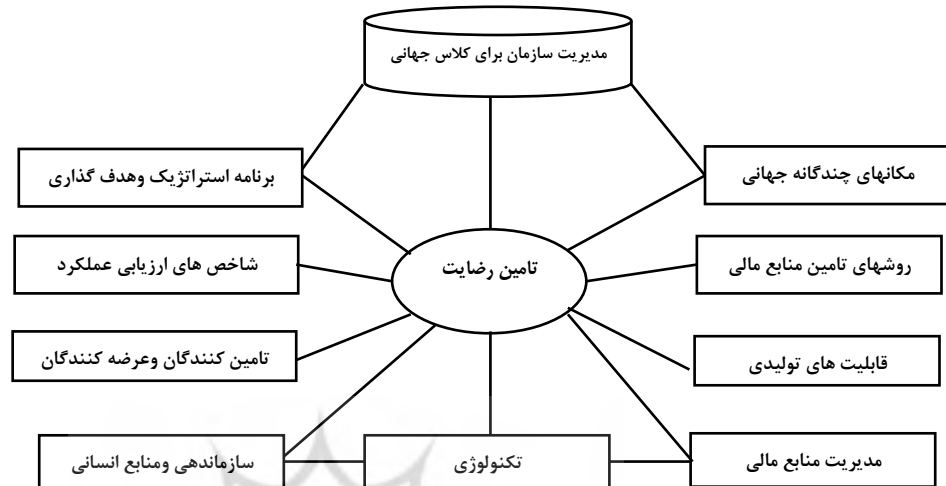 مدیریت سازمان برای کلاس جهانی
مکانهای چندگانه جهانی
برنامه استراتژیک وهدف گذاری
تامین رضایت
روشهای تامین منابع مالی
شاخص های ارزیابی عملکرد
قابلیت های تولیدی
تامین کنندگان وعرضه کنندگان
مدیریت منابع مالی
تکنولوژی
سازماندهی ومنابع انسانی